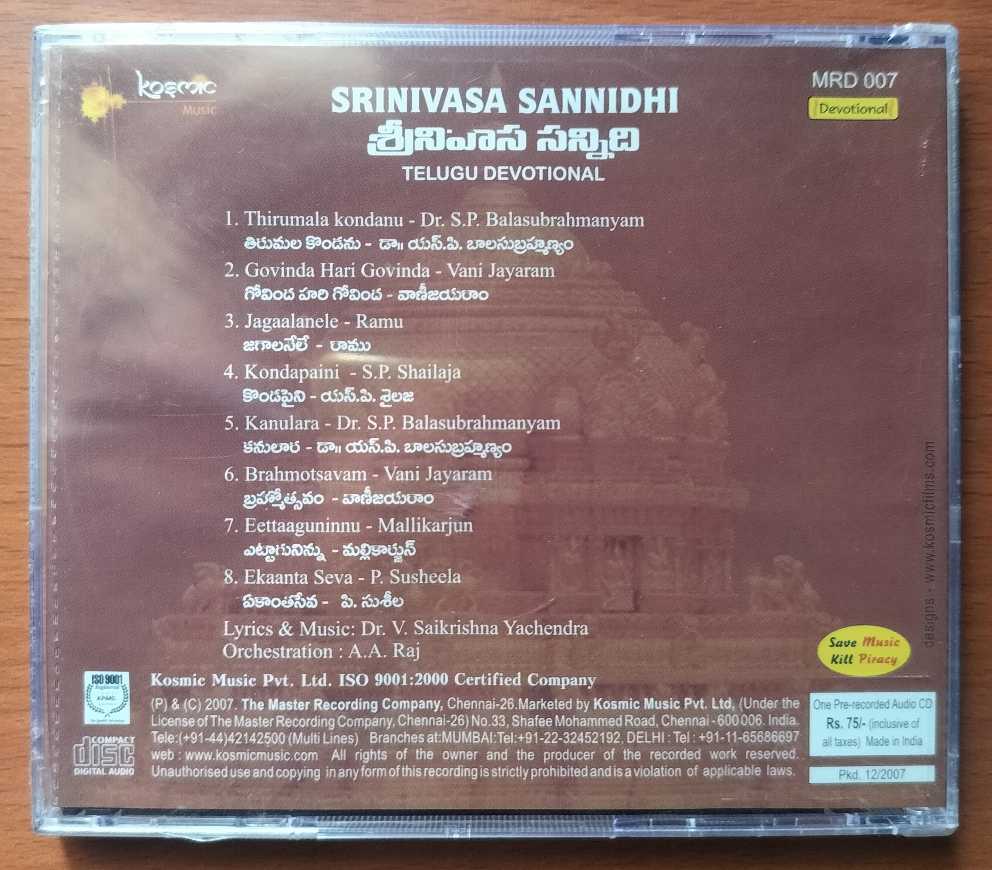 kosmic
Music
MRD 007
Devotional
SRINIVASA SANNIDHI
శ్రీనివాస సన్నిది
TELUGU DEVOTIONAL
1. Thirumala kondanu - Dr. S.P. Balasubrahmanyam
తిరుమల కొండను - డా॥ యస్.పి. బాలసుబ్రహ్మణ్యం
2. Govinda Hari Govinda - Vani Jayaram
గోవింద హరి గోవింద - వాణీజయరాం
3. Jagaalanele - Ramu
జగాలనేలే - రాము
4. Kondapaini - S.P. Shailaja
కొండపైని - యస్.పి. శైలజ
5. Kanulara - Dr. S.P. Balasubrahmanyam
కనులార - డా॥ యస్.పి. బాలసుబ్రహ్మణ్యం
6. Brahmotsavam - Vani Jayaram
బ్రహ్మోత్సవం - వాణీజయరాం
7. Eettaaguninnu - Mallikarjun
ఎట్టాగునిన్ను - మల్లికార్జున్
8. Ekaanta Seva - P. Susheela
ఏకాంతసేవ - పి. సుశీల
Lyrics & Music: Dr. V. Saikrishna Yachendra
Orchestration : A.A. Raj
designs - www.kosmicfilms.com
Save Music
Kill Piracy
ISO 9001
KPMG
Kosmic Music Pvt. Ltd. ISO 9001:2000 Certified Company
(P) & (C) 2007. The Master Recording Company, Chennai-26. Marketed by Kosmic Music Pvt. Ltd, (Under the
License of The Master Recording Company, Chennai-26) No.33, Shafee Mohammed Road, Chennai - 600 006. India.
Tele:(+91-44)42142500 (Multi Lines) Branches at:MUMBAI:Tel:+91-22-32452192, DELHI : Tel : +91-11-65686697
web : www.kosmicmusic.com All rights of the owner and the producer of the recorded work reserved.
Unauthorised use and copying in any form of this recording is strictly prohibited and is a violation of applicable laws.
COMPACT
disc
DIGITAL AUDIO
One Pre-recorded Audio CD
Rs. 75/- (inclusive of
all taxes) Made in India
Pkd. 12/2007